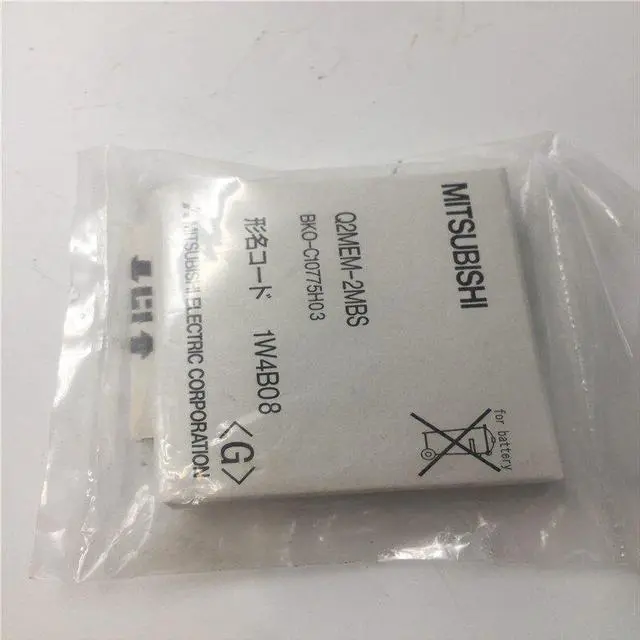 MITSUBISHI
Q2MEM-2MBS
BKO-C10775H03
形名コード 1W4B08 <G>
MITSUBISHI ELECTRIC CORPORATION
for battery